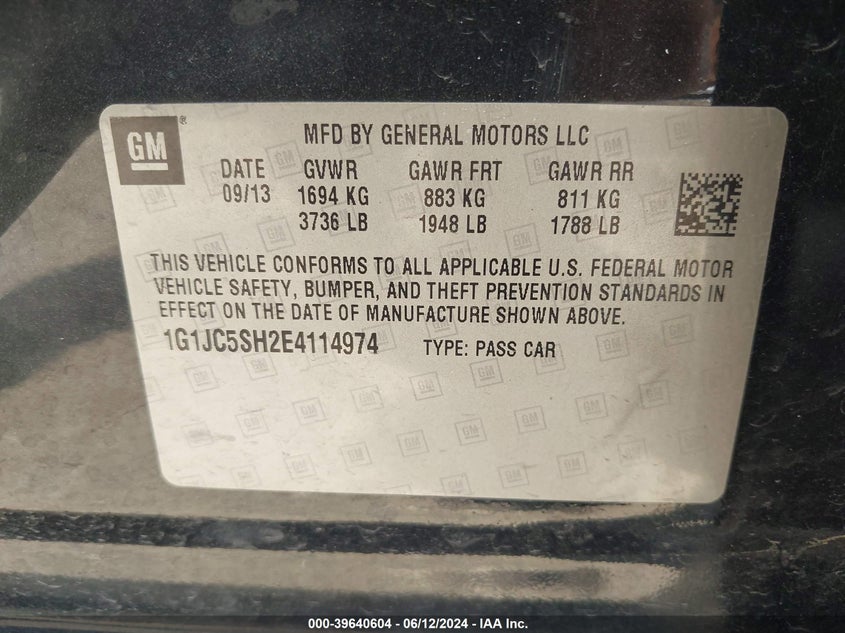 GM
MFD BY GENERAL MOTORS LLC
DATE GVWR GAWR FRT GAWR RR
09/13 1694 KG 883 KG 811 KG
3736 LB 1948 LB 1788 LB
THIS VEHICLE CONFORMS TO ALL APPLICABLE U.S. FEDERAL MOTOR
VEHICLE SAFETY, BUMPER, AND THEFT PREVENTION STANDARDS IN
EFFECT ON THE DATE OF MANUFACTURE SHOWN ABOVE.
1G1JC5SH2E4114974 TYPE: PASS CAR
000-39640604 - 06/12/2024 - IAA Inc.